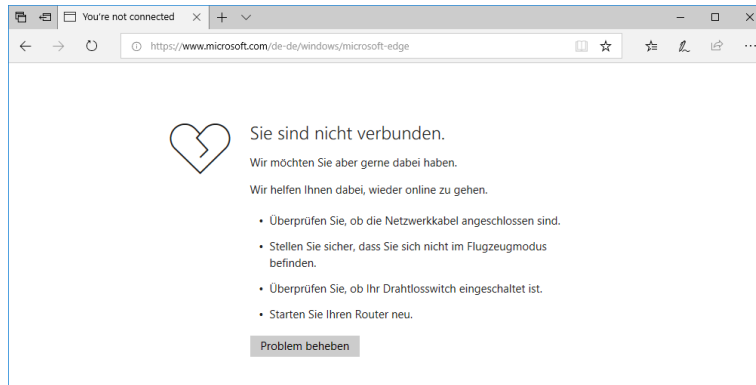 You're not connected
https://www.microsoft.com/de-de/windows/microsoft-edge
Sie sind nicht verbunden.
Wir möchten Sie aber gerne dabei haben.
Wir helfen Ihnen dabei, wieder online zu gehen.
• Überprüfen Sie, ob die Netzwerkkabel angeschlossen sind.
• Stellen Sie sicher, dass Sie sich nicht im Flugzeugmodus
befinden.
• Überprüfen Sie, ob Ihr Drahtlosswitch eingeschaltet ist.
• Starten Sie Ihren Router neu.
Problem beheben